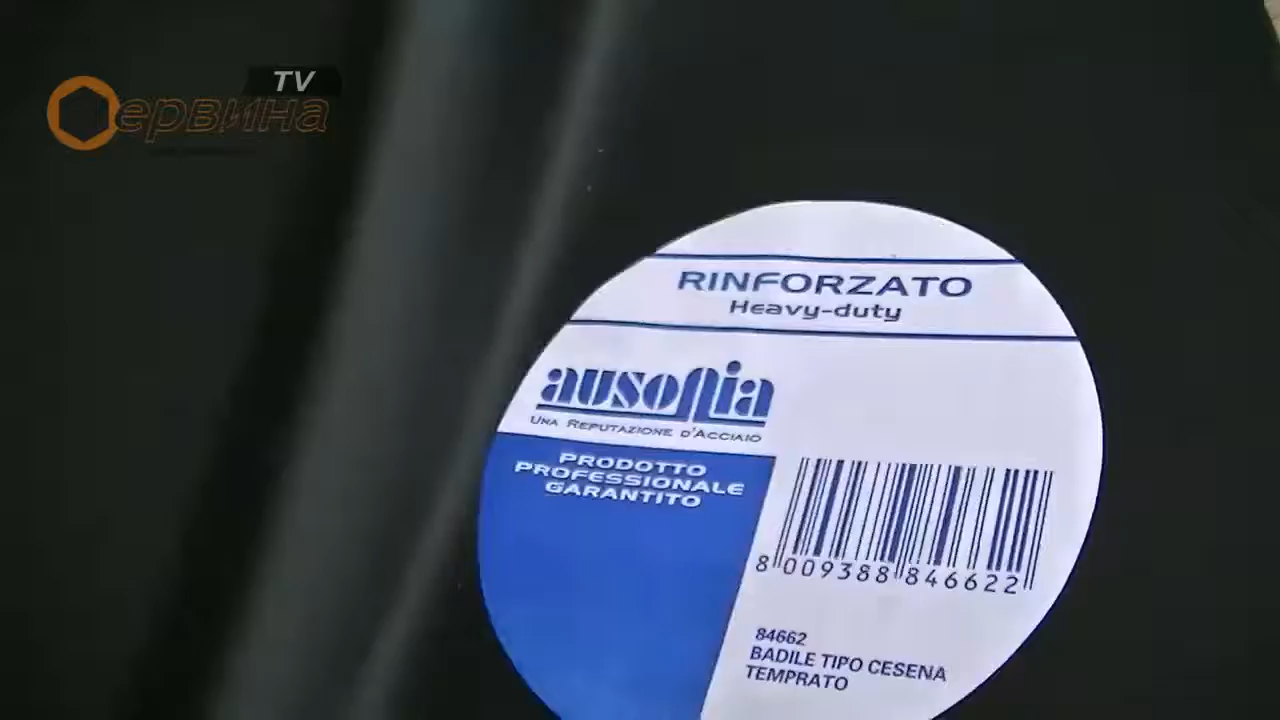 TV
Сервина
RINFORZATO
Heavy-duty
ausonia
UNA REPUTAZIONE D'ACCIAIO
PRODOTTO
PROFESSIONALE
GARANTITO
8 009388 846622
84662
BADILE TIPO CESENA
TEMPRATO